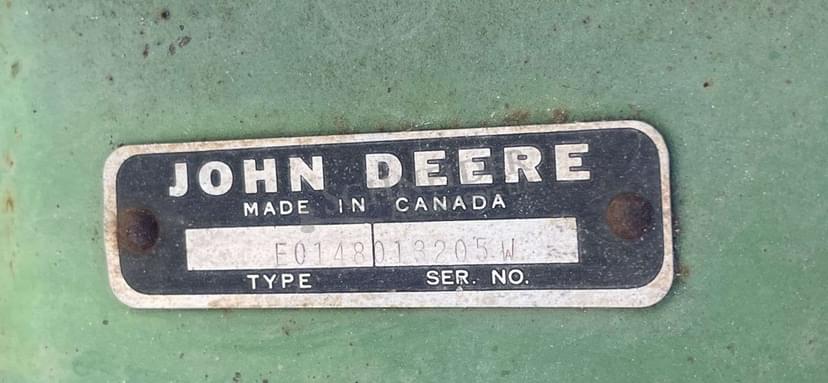 JOHN DEERE
MADE IN CANADA
E0148013205W
TYPE SER. NO.